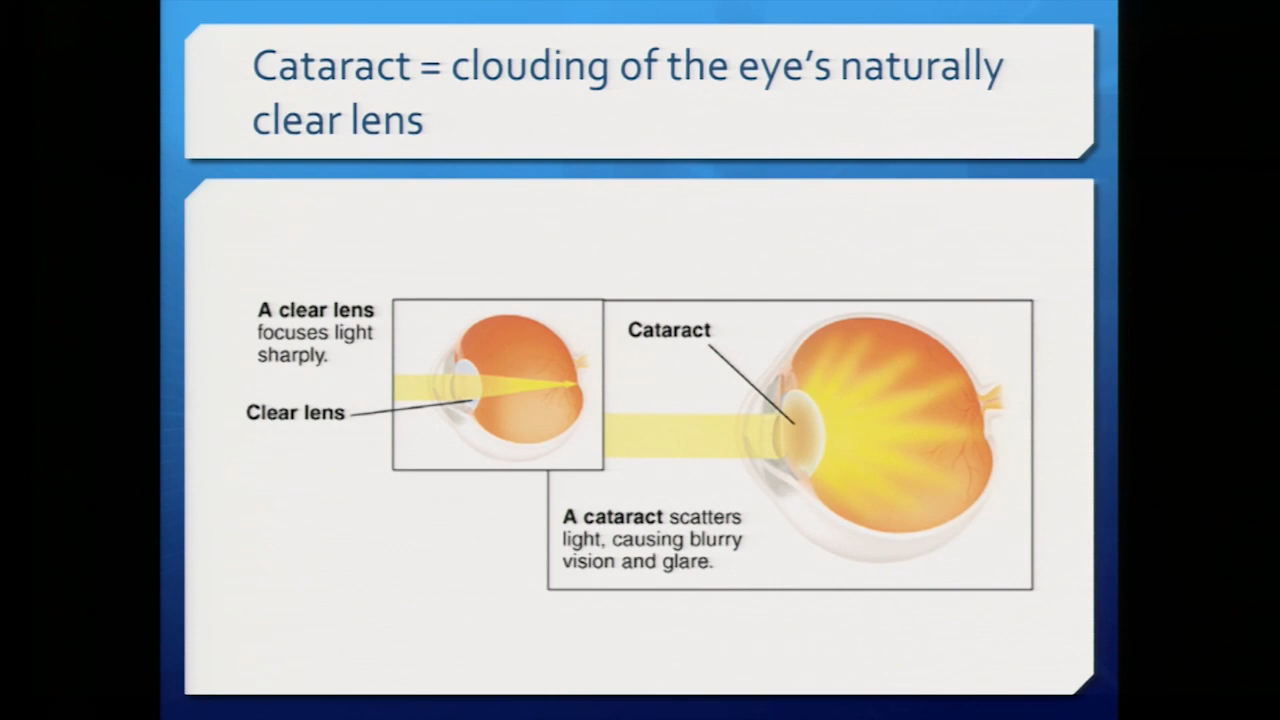 Cataract = clouding of the eye's naturally
clear lens
A clear lens
focuses light
sharply.
Clear lens
Cataract
A cataract scatters
light, causing blurry
vision and glare.